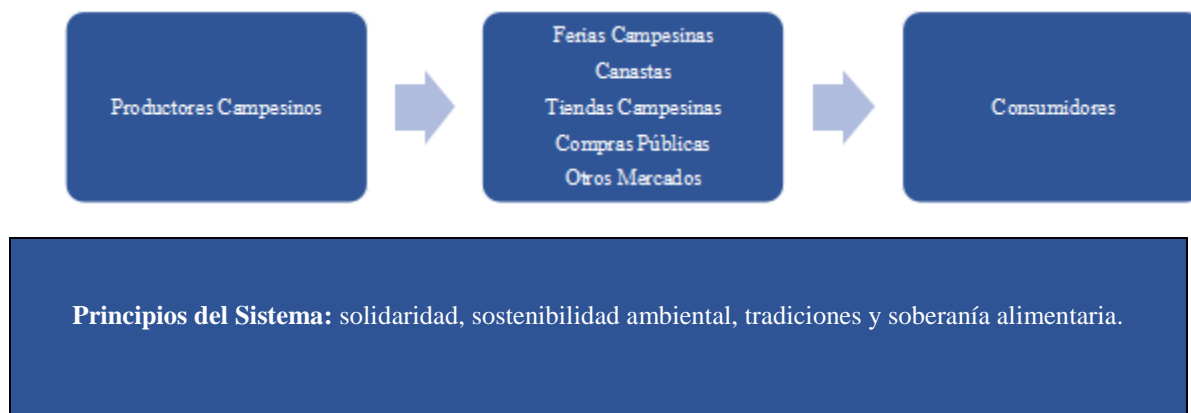 Productores Campesinos
Ferias Campesinas
Canastas
Tiendas Campesinas
Compras Públicas
Otros Mercados
Consumidores
Principios del Sistema: solidaridad, sostenibilidad ambiental, tradiciones y soberanía alimentaria.